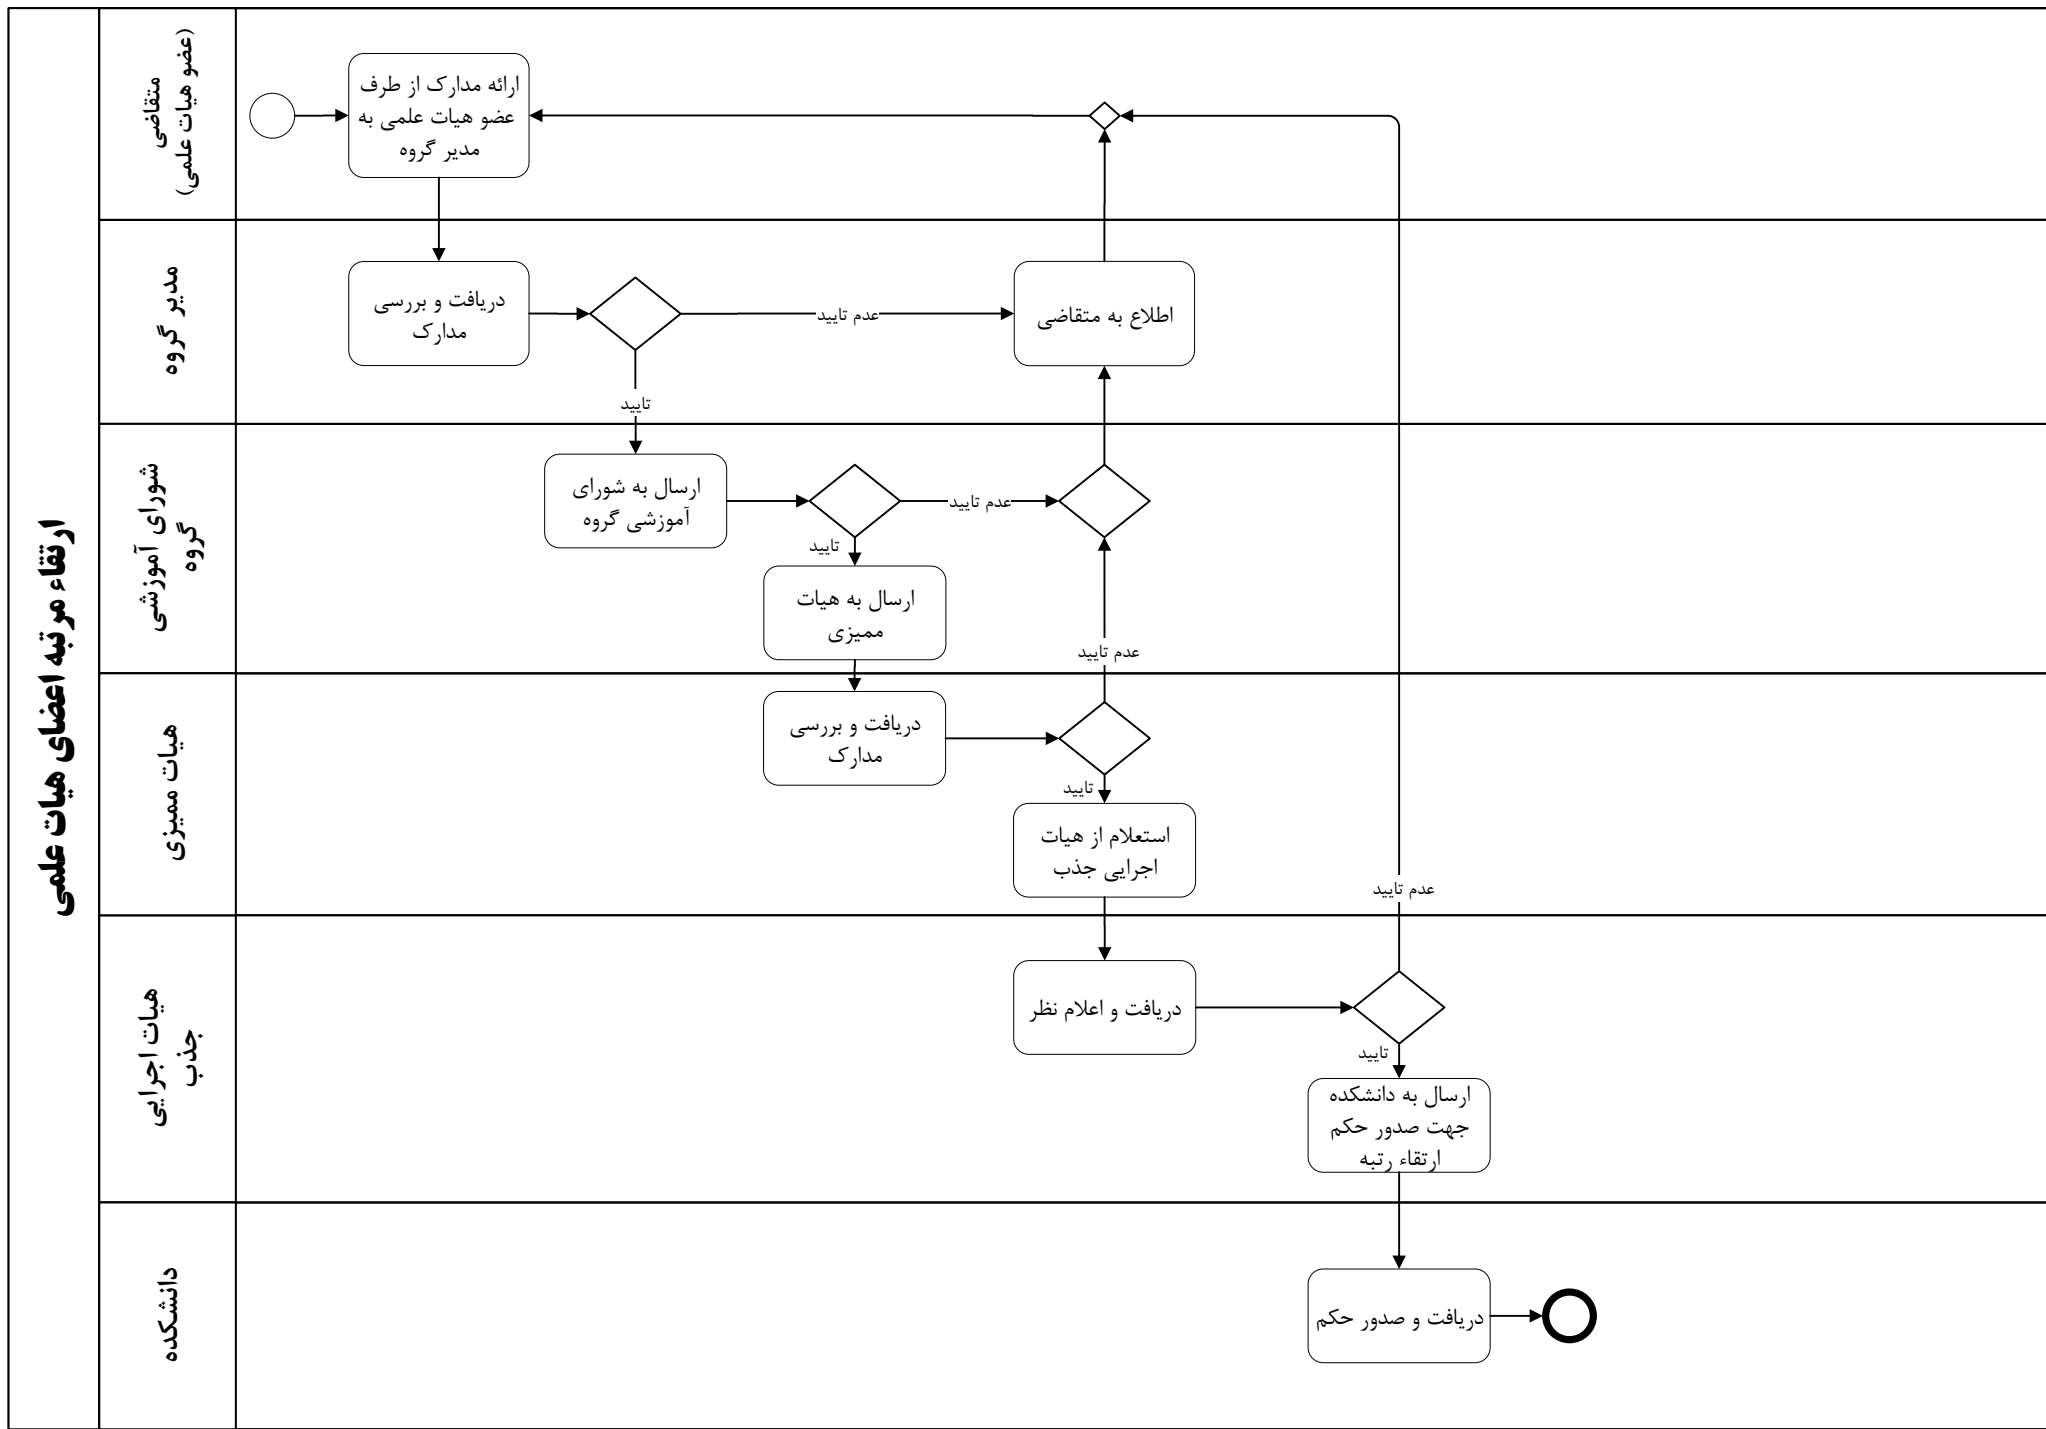 ارتقاء مرتبه اعضای هیات علمی
متقاضی
(عضو هیات علمی)
ارائه مدارک از طرف
عضو هیات علمی به
مدیر گروه
مدیر گروه
دریافت و بررسی
مدارک
عدم تایید
اطلاع به متقاضی
تایید
شورای آموزشی
گروه
ارسال به شورای
آموزشی گروه
عدم تایید
تایید
ارسال به هیات
ممیزی
عدم تایید
هیات ممیزی
دریافت و بررسی
مدارک
تایید
استعلام از هیات
اجرایی جذب
عدم تایید
هیات اجرایی
جذب
دریافت و اعلام نظر
تایید
ارسال به دانشکده
جهت صدور حکم
ارتقاء رتبه
دانشکده
دریافت و صدور حکم